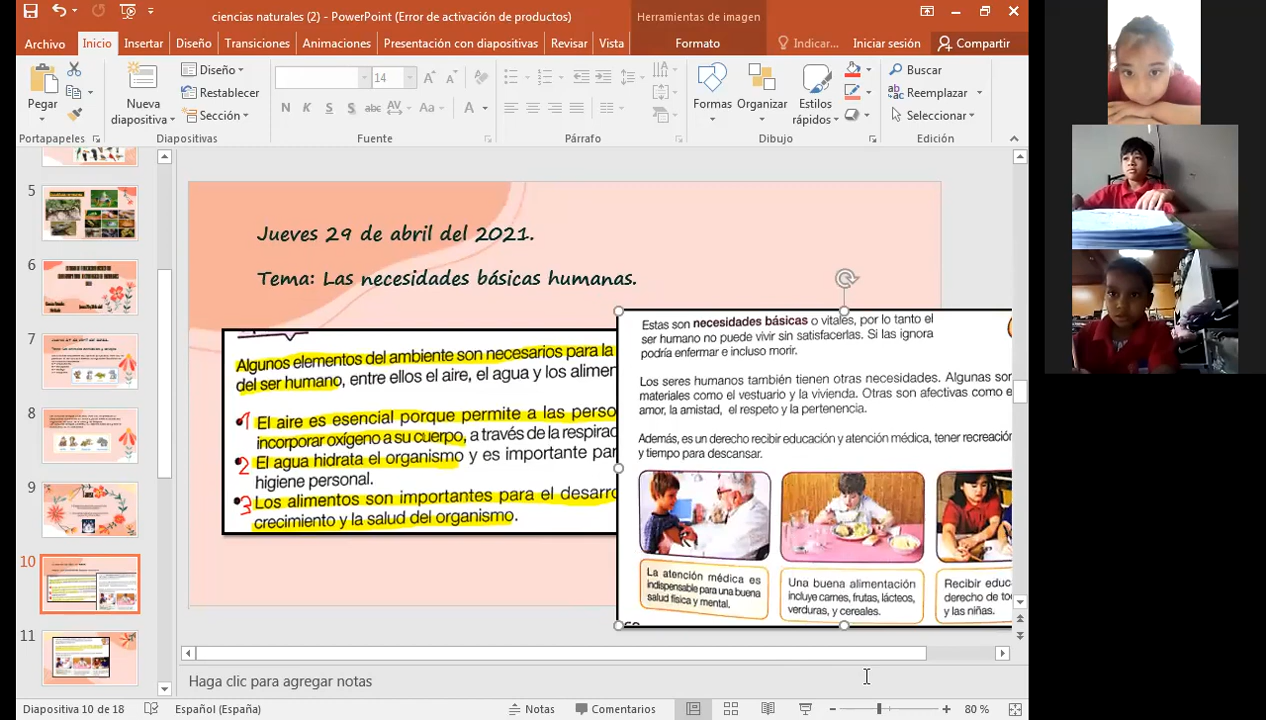 ciencias naturales (2) - PowerPoint (Error de activación de productos)
Herramientas de imagen
Archivo
Inicio
Insertar
Diseño
Transiciones
Animaciones
Presentación con diapositivas
Revisar
Vista
Formato
Indicar...
Iniciar sesión
Compartir
Pegar
Nueva
diapositiva
Diseño
Restablecer
Sección
14
N K S S abc AV Aa A
Formas
Organizar
Estilos
rápidos
Buscar
Reemplazar
Seleccionar
Portapapeles
Diapositivas
Fuente
Párrafo
Dibujo
Edición
5
6
7
8
9
10
11
Jueves 29 de abril del 2021.
Tema: Las necesidades básicas humanas.
Algunos elementos del ambiente son necesarios para la
del ser humano, entre ellos el aire, el agua y los alimen
1 El aire es esencial porque permite a las perso
incorporar oxígeno a su cuerpo, a través de la respirac
2 El agua hidrata el organismo y es importante par
higiene personal.
3 Los alimentos son importantes para el desarro
crecimiento y la salud del organismo.
Estas son necesidades básicas o vitales, por lo tanto el
ser humano no puede vivir sin satisfacerlas. Si las ignora
podría enfermar e incluso morir.
Los seres humanos también tienen otras necesidades. Algunas son
materiales como el vestuario y la vivienda. Otras son afectivas como e
amor, la amistad, el respeto y la pertenencia.
Además, es un derecho recibir educación y atención médica, tener recreación
y tiempo para descansar.
La atención médica es
indispensable para una buena
salud física y mental.
Una buena alimentación
incluye carnes, frutas, lácteos,
verduras, y cereales.
Recibir educ
derecho de to
y las niñas.
Haga clic para agregar notas
Diapositiva 10 de 18
Español (España)
Notas
Comentarios
80 %